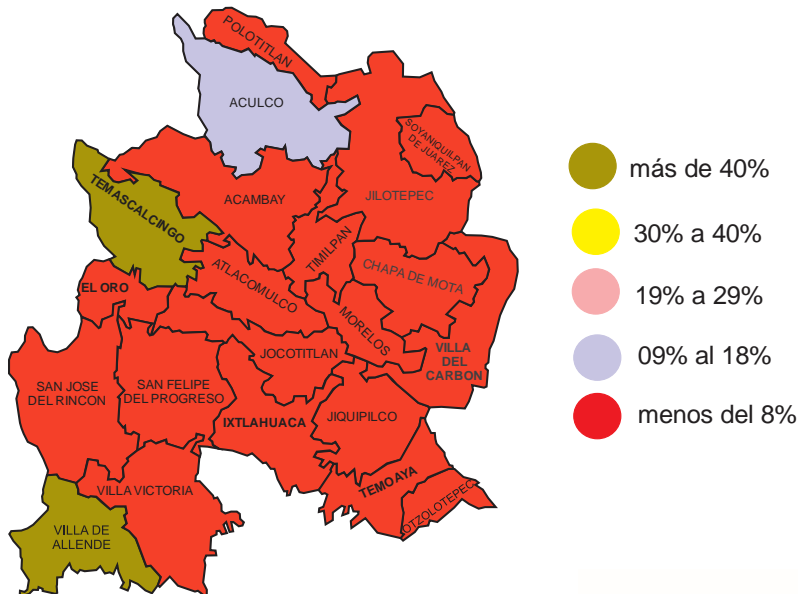 POLOTITLAN
ACULCO
SOYANIQUILPAN
DE JUAREZ
TEMASCALCINGO
ACAMBAY
JILOTEPEC
TIMILPAN
CHAPA DE MOTA
ATLACOMULCO
EL ORO
MORELOS
VILLA
DEL
CARBON
JOCOTITLAN
SAN JOSE
DEL RINCON
SAN FELIPE
DEL PROGRESO
IXTLAHUACA
JIQUIPILCO
TEMOAYA
OTZOLOTEPEC
VILLA VICTORIA
VILLA DE
ALLENDE
más de 40%
30% a 40%
19% a 29%
09% al 18%
menos del 8%